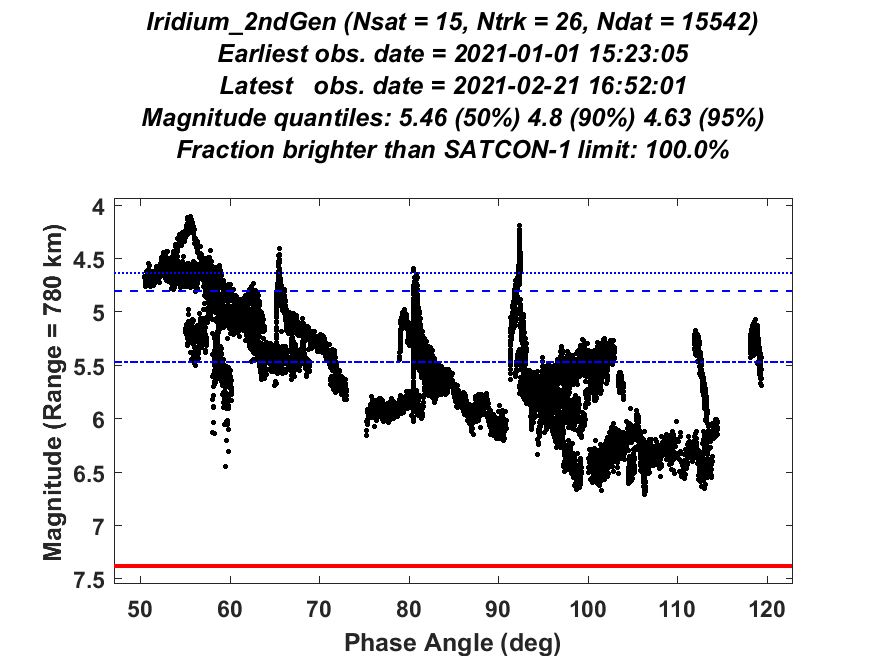 Iridium_2ndGen (Nsat = 15, Ntrk = 26, Ndat = 15542)
Earliest obs. date = 2021-01-01 15:23:05
Latest obs. date = 2021-02-21 16:52:01
Magnitude quantiles: 5.46 (50%) 4.8 (90%) 4.63 (95%)
Fraction brighter than SATCON-1 limit: 100.0%
Magnitude (Range = 780 km)
4
4.5
5
5.5
6
6.5
7
7.5
50 60 70 80 90 100 110 120
Phase Angle (deg)